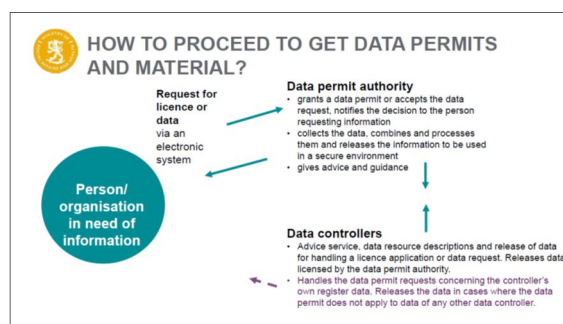 HOW TO PROCEED TO GET DATA PERMITS
AND MATERIAL?
Request for
licence or
data
via an
electronic
system
Data permit authority
• grants a data permit or accepts the data
request, notifies the decision to the person
requesting information
• collects the data, combines and processes
them and releases the information to be used
in a secure environment
• gives advice and guidance
Person/
organisation
in need of
information
Data controllers
• Advice service, data resource descriptions and release of data
for handling a licence application or data request. Releases data
licensed by the data permit authority.
• Handles the data permit requests concerning the controller's
own register data. Releases the data in cases where the data
permit does not apply to data of any other data controller.